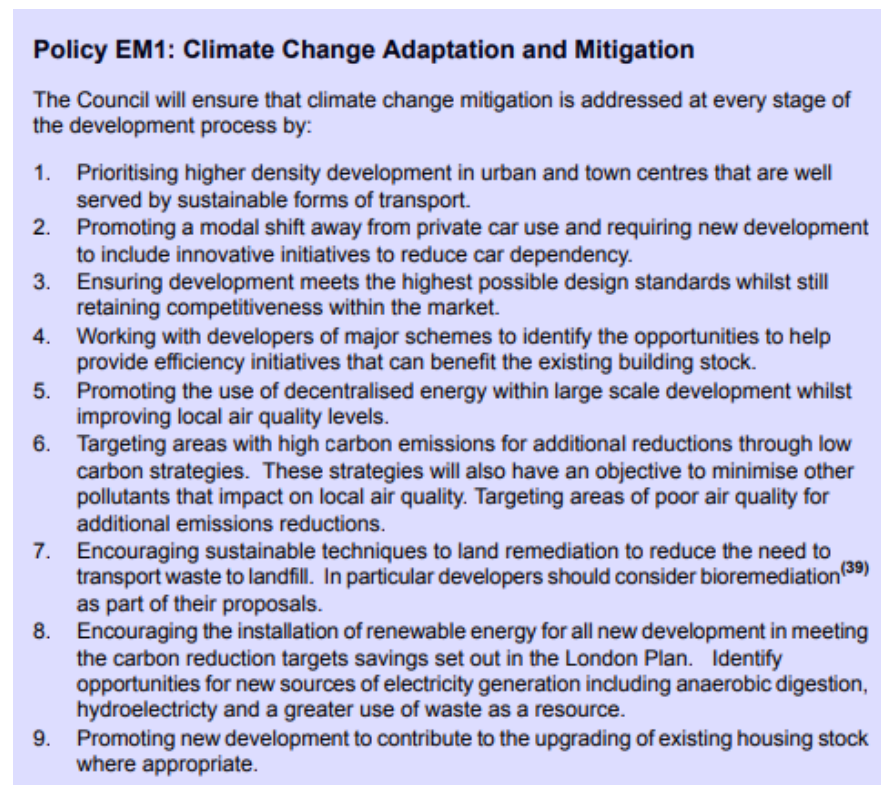 Policy EM1: Climate Change Adaptation and Mitigation
The Council will ensure that climate change mitigation is addressed at every stage of
the development process by:
1. Prioritising higher density development in urban and town centres that are well
served by sustainable forms of transport.
2. Promoting a modal shift away from private car use and requiring new development
to include innovative initiatives to reduce car dependency.
3. Ensuring development meets the highest possible design standards whilst still
retaining competitiveness within the market.
4. Working with developers of major schemes to identify the opportunities to help
provide efficiency initiatives that can benefit the existing building stock.
5. Promoting the use of decentralised energy within large scale development whilst
improving local air quality levels.
6. Targeting areas with high carbon emissions for additional reductions through low
carbon strategies. These strategies will also have an objective to minimise other
pollutants that impact on local air quality. Targeting areas of poor air quality for
additional emissions reductions.
7. Encouraging sustainable techniques to land remediation to reduce the need to
transport waste to landfill. In particular developers should consider bioremediation(39)
as part of their proposals.
8. Encouraging the installation of renewable energy for all new development in meeting
the carbon reduction targets savings set out in the London Plan. Identify
opportunities for new sources of electricity generation including anaerobic digestion,
hydroelectricty and a greater use of waste as a resource.
9. Promoting new development to contribute to the upgrading of existing housing stock
where appropriate.